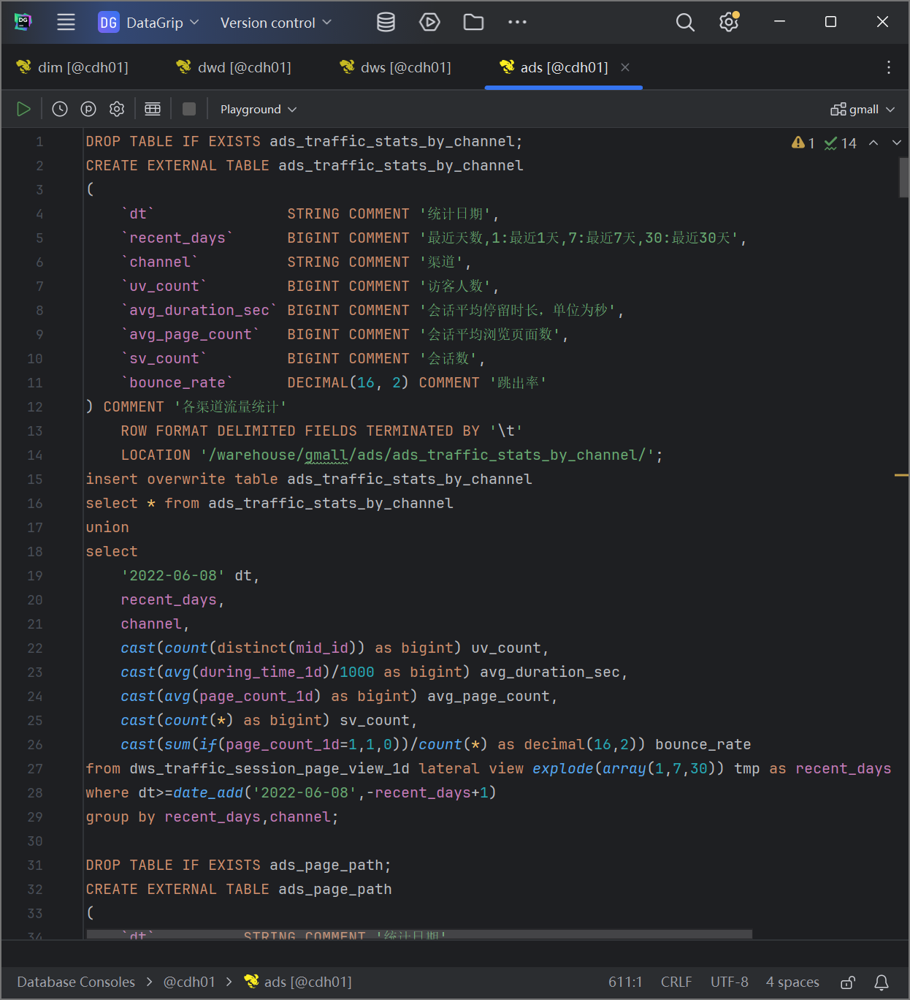 DG DG DataGrip Version control
dim [@cdh01] dwd [@cdh01] dws [@cdh01] ads [@cdh01]
Playground gmall
1 DROP TABLE IF EXISTS ads_traffic_stats_by_channel; 1 14
2 CREATE EXTERNAL TABLE ads_traffic_stats_by_channel
3 (
4 `dt` STRING COMMENT '统计日期',
5 `recent_days` BIGINT COMMENT '最近天数,1:最近1天,7:最近7天,30:最近30天',
6 `channel` STRING COMMENT '渠道',
7 `uv_count` BIGINT COMMENT '访客人数',
8 `avg_duration_sec` BIGINT COMMENT '会话平均停留时长，单位为秒',
9 `avg_page_count` BIGINT COMMENT '会话平均浏览页面数',
10 `sv_count` BIGINT COMMENT '会话数',
11 `bounce_rate` DECIMAL(16, 2) COMMENT '跳出率'
12 ) COMMENT '各渠道流量统计'
13 ROW FORMAT DELIMITED FIELDS TERMINATED BY '\t'
14 LOCATION '/warehouse/gmall/ads/ads_traffic_stats_by_channel/';
15 insert overwrite table ads_traffic_stats_by_channel
16 select * from ads_traffic_stats_by_channel
17 union
18 select
19 '2022-06-08' dt,
20 recent_days,
21 channel,
22 cast(count(distinct(mid_id)) as bigint) uv_count,
23 cast(avg(during_time_1d)/1000 as bigint) avg_duration_sec,
24 cast(avg(page_count_1d) as bigint) avg_page_count,
25 cast(count(*) as bigint) sv_count,
26 cast(sum(if(page_count_1d=1,1,0))/count(*) as decimal(16,2)) bounce_rate
27 from dws_traffic_session_page_view_1d lateral view explode(array(1,7,30)) tmp as recent_days
28 where dt>=date_add('2022-06-08',-recent_days+1)
29 group by recent_days,channel;
30
31 DROP TABLE IF EXISTS ads_page_path;
32 CREATE EXTERNAL TABLE ads_page_path
33 (
34 `dt` STRING COMMENT '统计日期'
Database Consoles > @cdh01 > ads [@cdh01] 611:1 CRLF UTF-8 4 spaces